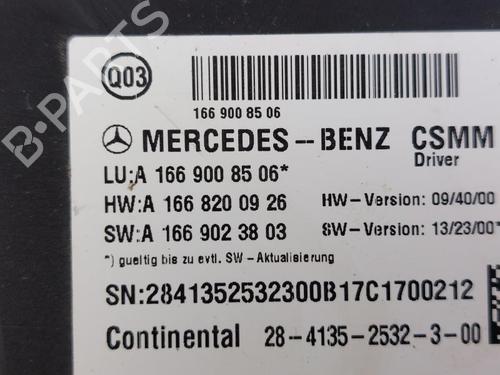 Q03
166 900 85 06
MERCEDES-BENZ CSMM
Driver
LU:A 166 900 85 06*
HW:A 166 820 09 26 HW-Version: 09/40/00
SW:A 166 902 38 03 SW-Version: 13/23/00*
*) gueltig bis zu evtl. SW-Aktualisierung
SN:2841352532300B17C1700212
Continental 28-4135-2532-3-00
B-PARTS